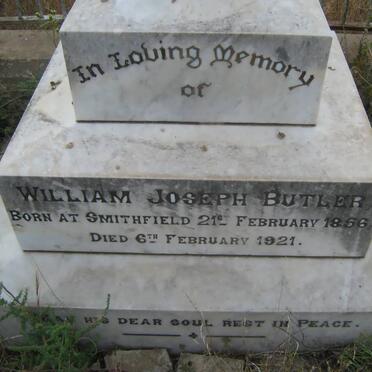 In Loving Memory
of
William Joseph Butler
Born at Smithfield 21st February 1856
Died 6th February 1921.
his dear soul rest in Peace.